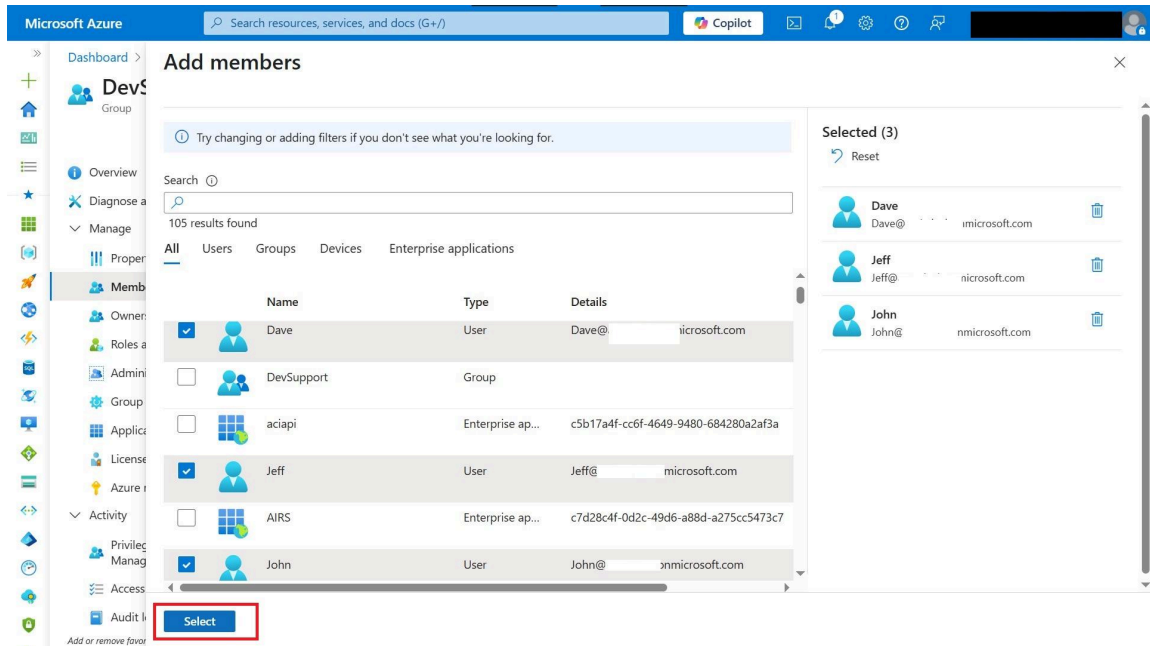 Microsoft Azure
Search resources, services, and docs (G+/)
Copilot
1
Dashboard >
DevS
Group
Overview
Diagnose a
Manage
Proper
Memb
Owner
Roles a
Admini
Group
Applica
License
Azure r
Activity
Privileg
Manag
Access
Audit l
Add or remove favor
Add members
Try changing or adding filters if you don't see what you're looking for.
Search
105 results found
All Users Groups Devices Enterprise applications
Name Type Details
Dave User Dave@ microsoft.com
DevSupport Group
aciapi Enterprise ap... c5b17a4f-cc6f-4649-9480-684280a2af3a
Jeff User Jeff@ microsoft.com
AIRS Enterprise ap... c7d28c4f-0d2c-49d6-a88d-a275cc5473c7
John User John@ onmicrosoft.com
Select
Selected (3)
Reset
Dave
Dave@ microsoft.com
Jeff
Jeff@ microsoft.com
John
John@ nmicrosoft.com